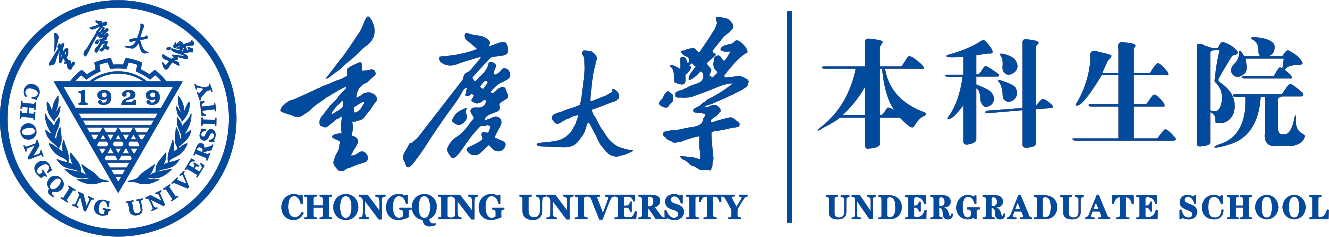 重慶大學
1929
CHONGQING UNIVERSITY
重慶大學
CHONGQING UNIVERSITY
本科生院
UNDERGRADUATE SCHOOL